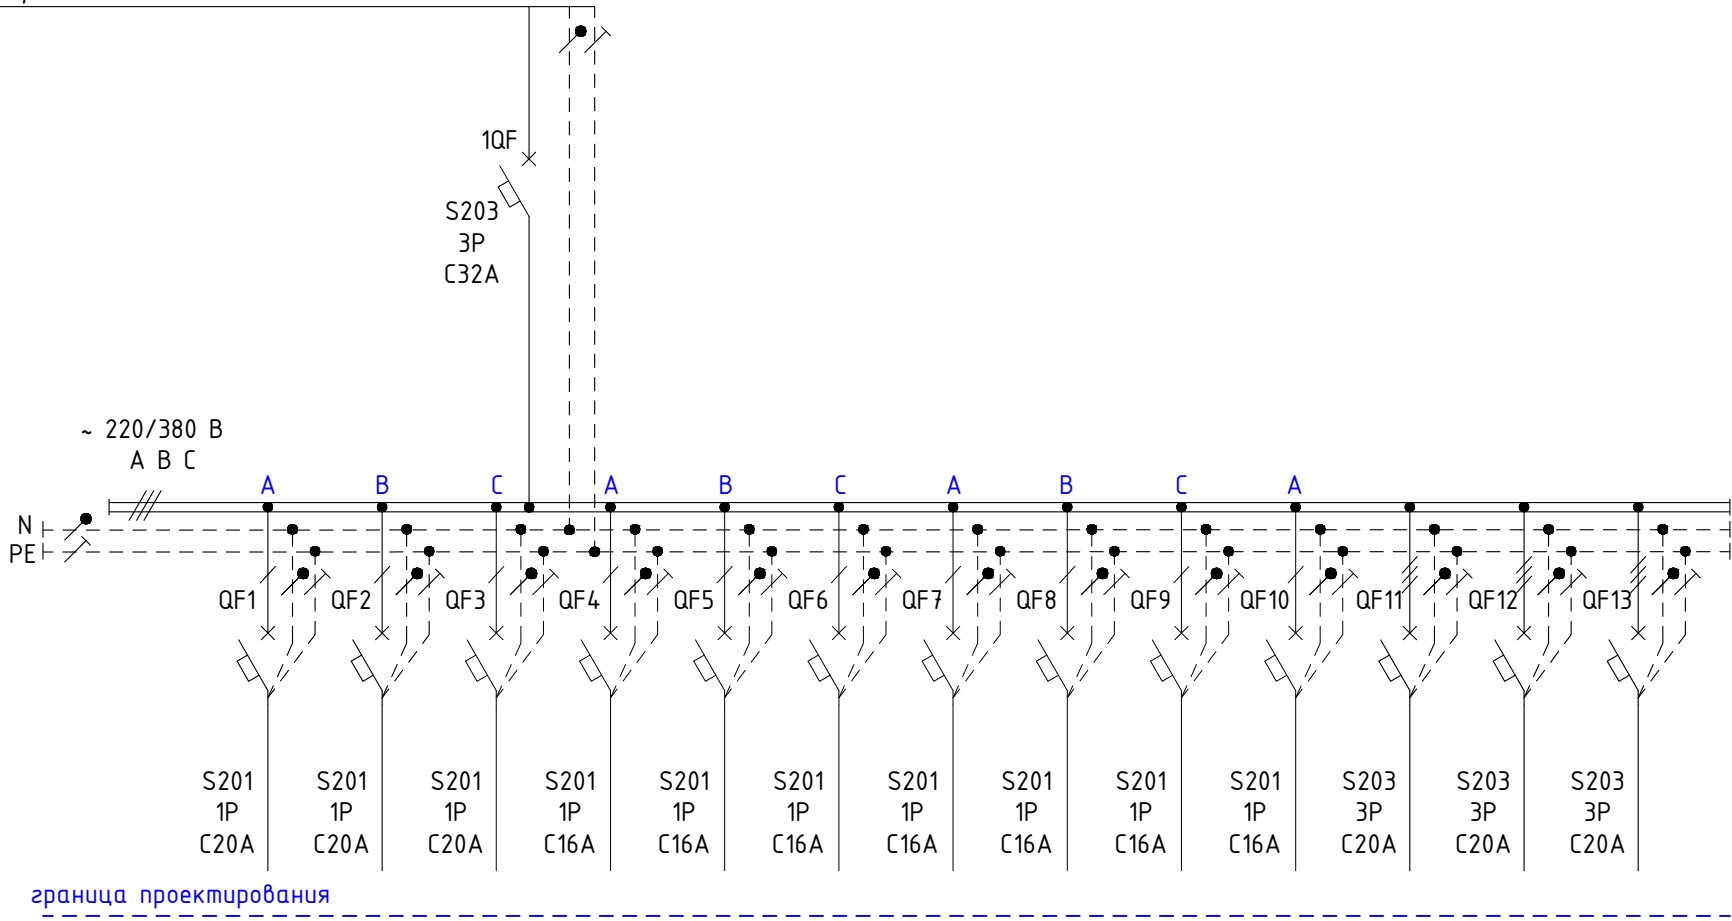 1QF
S203
3P
C32A
~ 220/380 В
A B C
A B C A B C A B C A
N
PE
QF1 QF2 QF3 QF4 QF5 QF6 QF7 QF8 QF9 QF10 QF11 QF12 QF13
S201 S201 S201 S201 S201 S201 S201 S201 S201 S201 S203 S203 S203
1P 1P 1P 1P 1P 1P 1P 1P 1P 1P 3P 3P 3P
C20A C20A C20A C16A C16A C16A C16A C16A C16A C16A C20A C20A C20A
граница проектирования